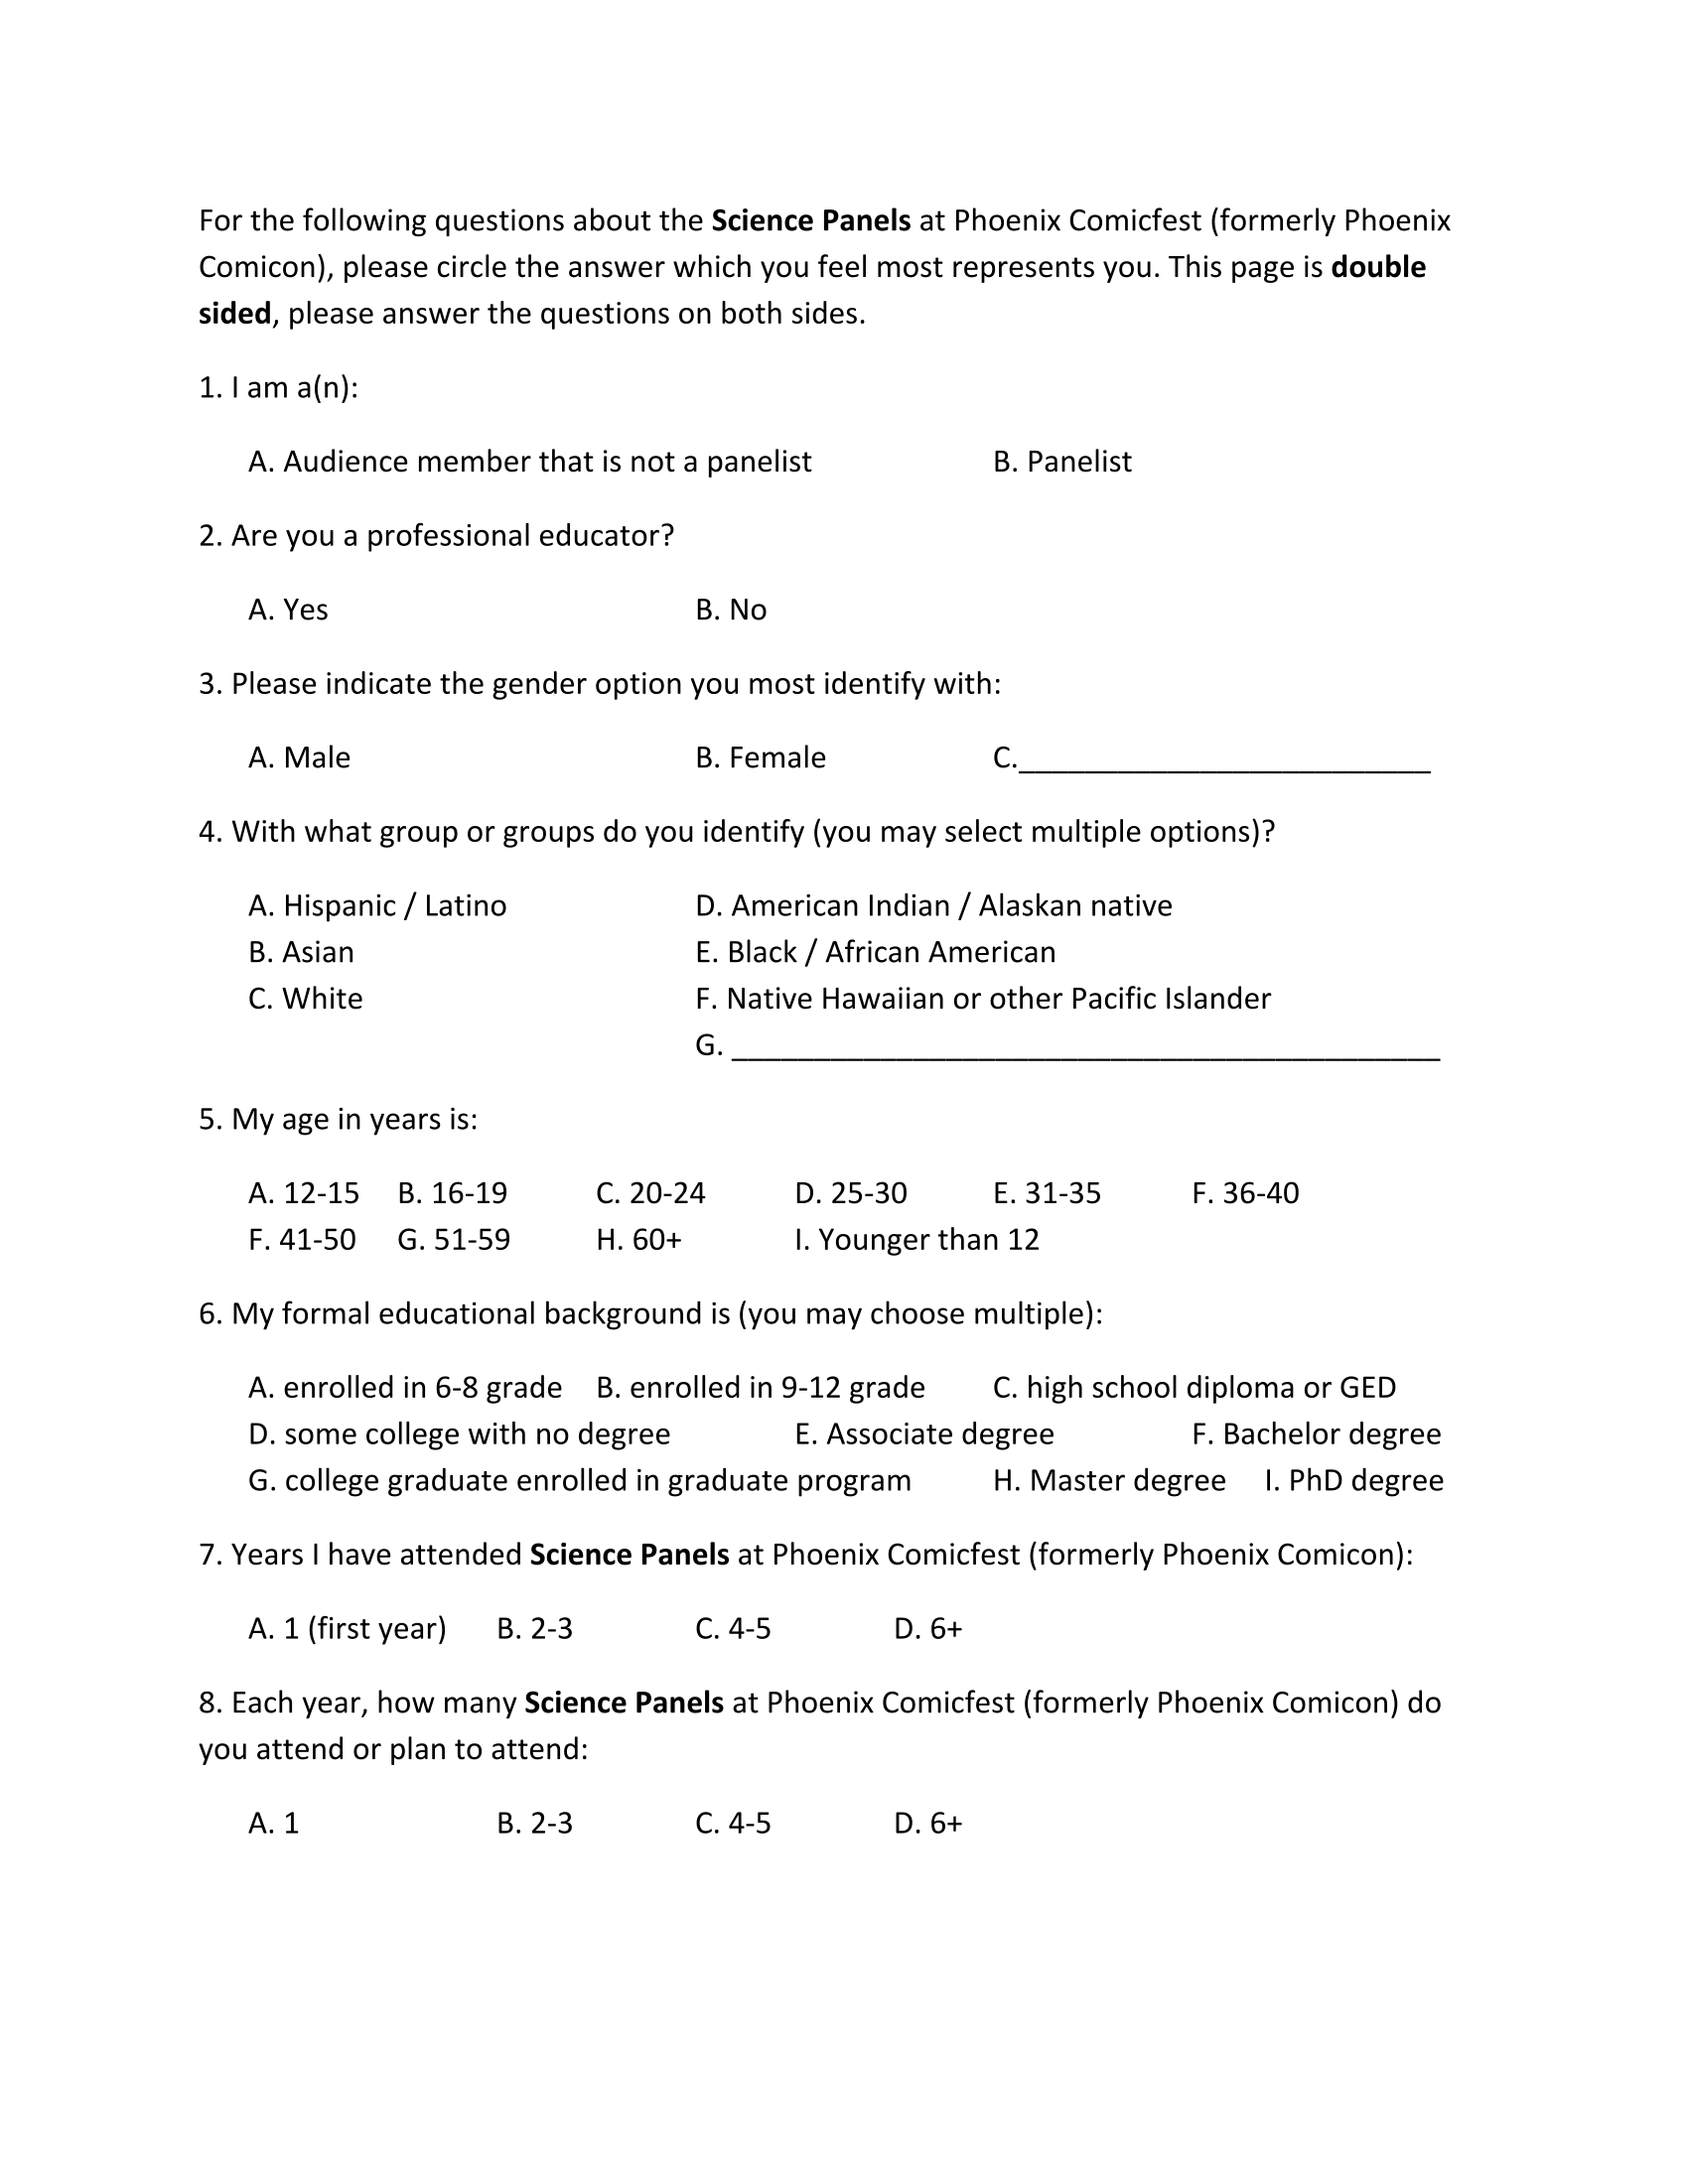 For the following questions about the Science Panels at Phoenix Comicfest (formerly Phoenix
Comicon), please circle the answer which you feel most represents you. This page is double
sided, please answer the questions on both sides.
1. I am a(n):
A. Audience member that is not a panelist B. Panelist
2. Are you a professional educator?
A. Yes B. No
3. Please indicate the gender option you most identify with:
A. Male B. Female C._________________________
4. With what group or groups do you identify (you may select multiple options)?
A. Hispanic / Latino D. American Indian / Alaskan native
B. Asian E. Black / African American
C. White F. Native Hawaiian or other Pacific Islander
G. ___________________________________________
5. My age in years is:
A. 12-15 B. 16-19 C. 20-24 D. 25-30 E. 31-35 F. 36-40
F. 41-50 G. 51-59 H. 60+ I. Younger than 12
6. My formal educational background is (you may choose multiple):
A. enrolled in 6-8 grade B. enrolled in 9-12 grade C. high school diploma or GED
D. some college with no degree E. Associate degree F. Bachelor degree
G. college graduate enrolled in graduate program H. Master degree I. PhD degree
7. Years I have attended Science Panels at Phoenix Comicfest (formerly Phoenix Comicon):
A. 1 (first year) B. 2-3 C. 4-5 D. 6+
8. Each year, how many Science Panels at Phoenix Comicfest (formerly Phoenix Comicon) do
you attend or plan to attend:
A. 1 B. 2-3 C. 4-5 D. 6+